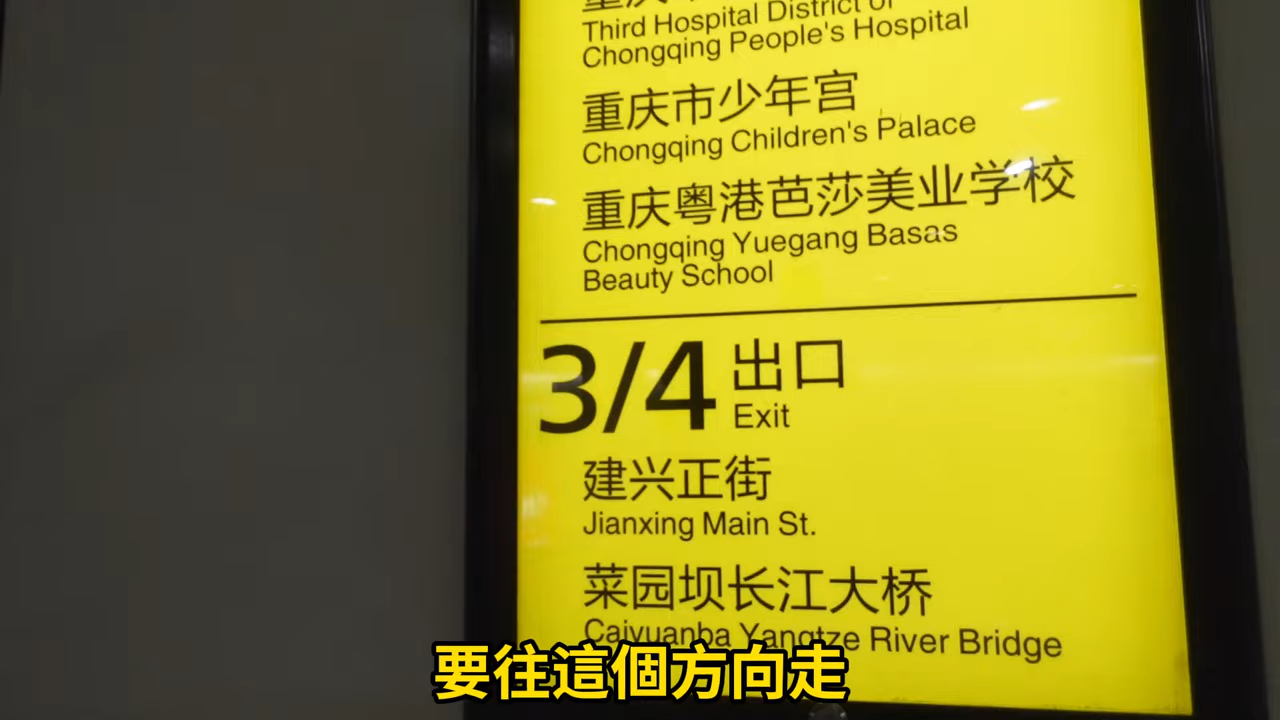 Third Hospital District of
Chongqing People's Hospital
重庆市少年宫
Chongqing Children's Palace
重庆粤港芭莎美业学校
Chongqing Yuegang Basas
Beauty School
3/4 出口
Exit
建兴正街
Jianxing Main St.
菜园坝长江大桥
Caiyuanba Yangtze River Bridge
要往這個方向走